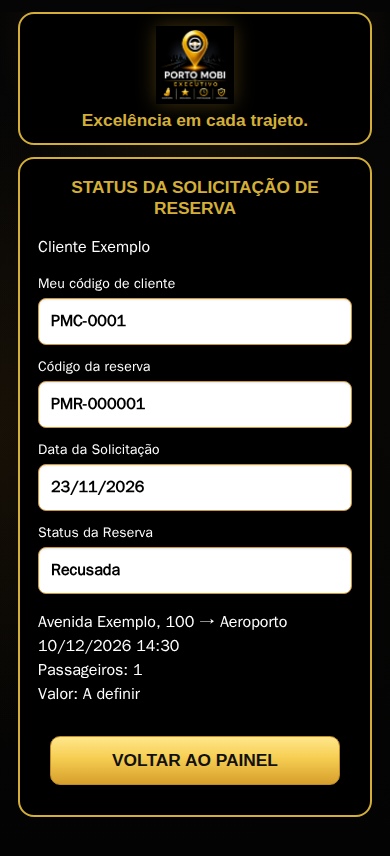 PORTO MOBI
EXECUTIVO
Excelência em cada trajeto.
STATUS DA SOLICITAÇÃO DE
RESERVA
Cliente Exemplo
Meu código de cliente
PMC-0001
Código da reserva
PMR-000001
Data da Solicitação
23/11/2026
Status da Reserva
Recusada
Avenida Exemplo, 100 → Aeroporto
10/12/2026 14:30
Passageiros: 1
Valor: A definir
VOLTAR AO PAINEL